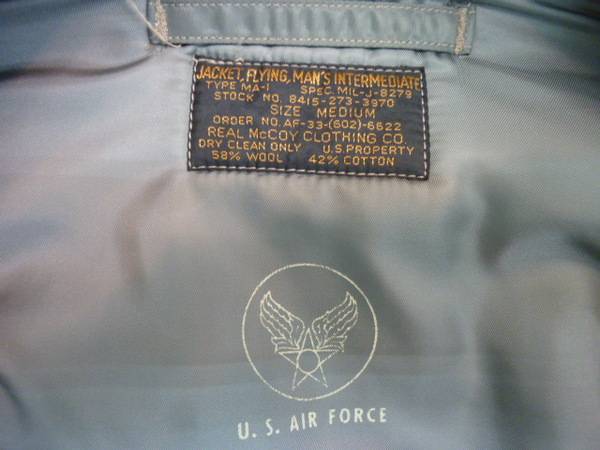 JACKET, FLYING, MAN'S INTERMEDIATE
TYPE MA-1 SPEC. MIL-J-8279
STOCK NO. 8415-273-3970
SIZE MEDIUM
ORDER NO. AF-33-(602)-6622
REAL McCOY CLOTHING CO.
DRY CLEAN ONLY U.S. PROPERTY
58% WOOL 42% COTTON
U. S. AIR FORCE